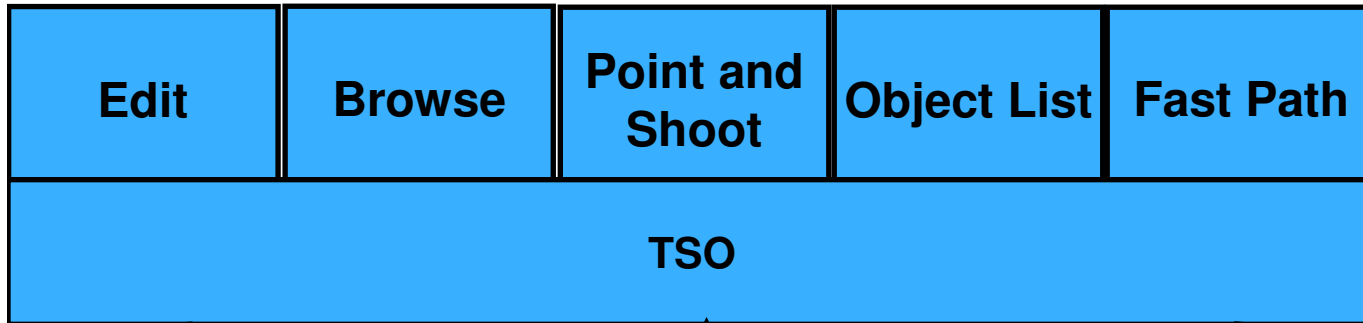 Edit
Browse
Point and
Shoot
Object List
Fast Path
TSO